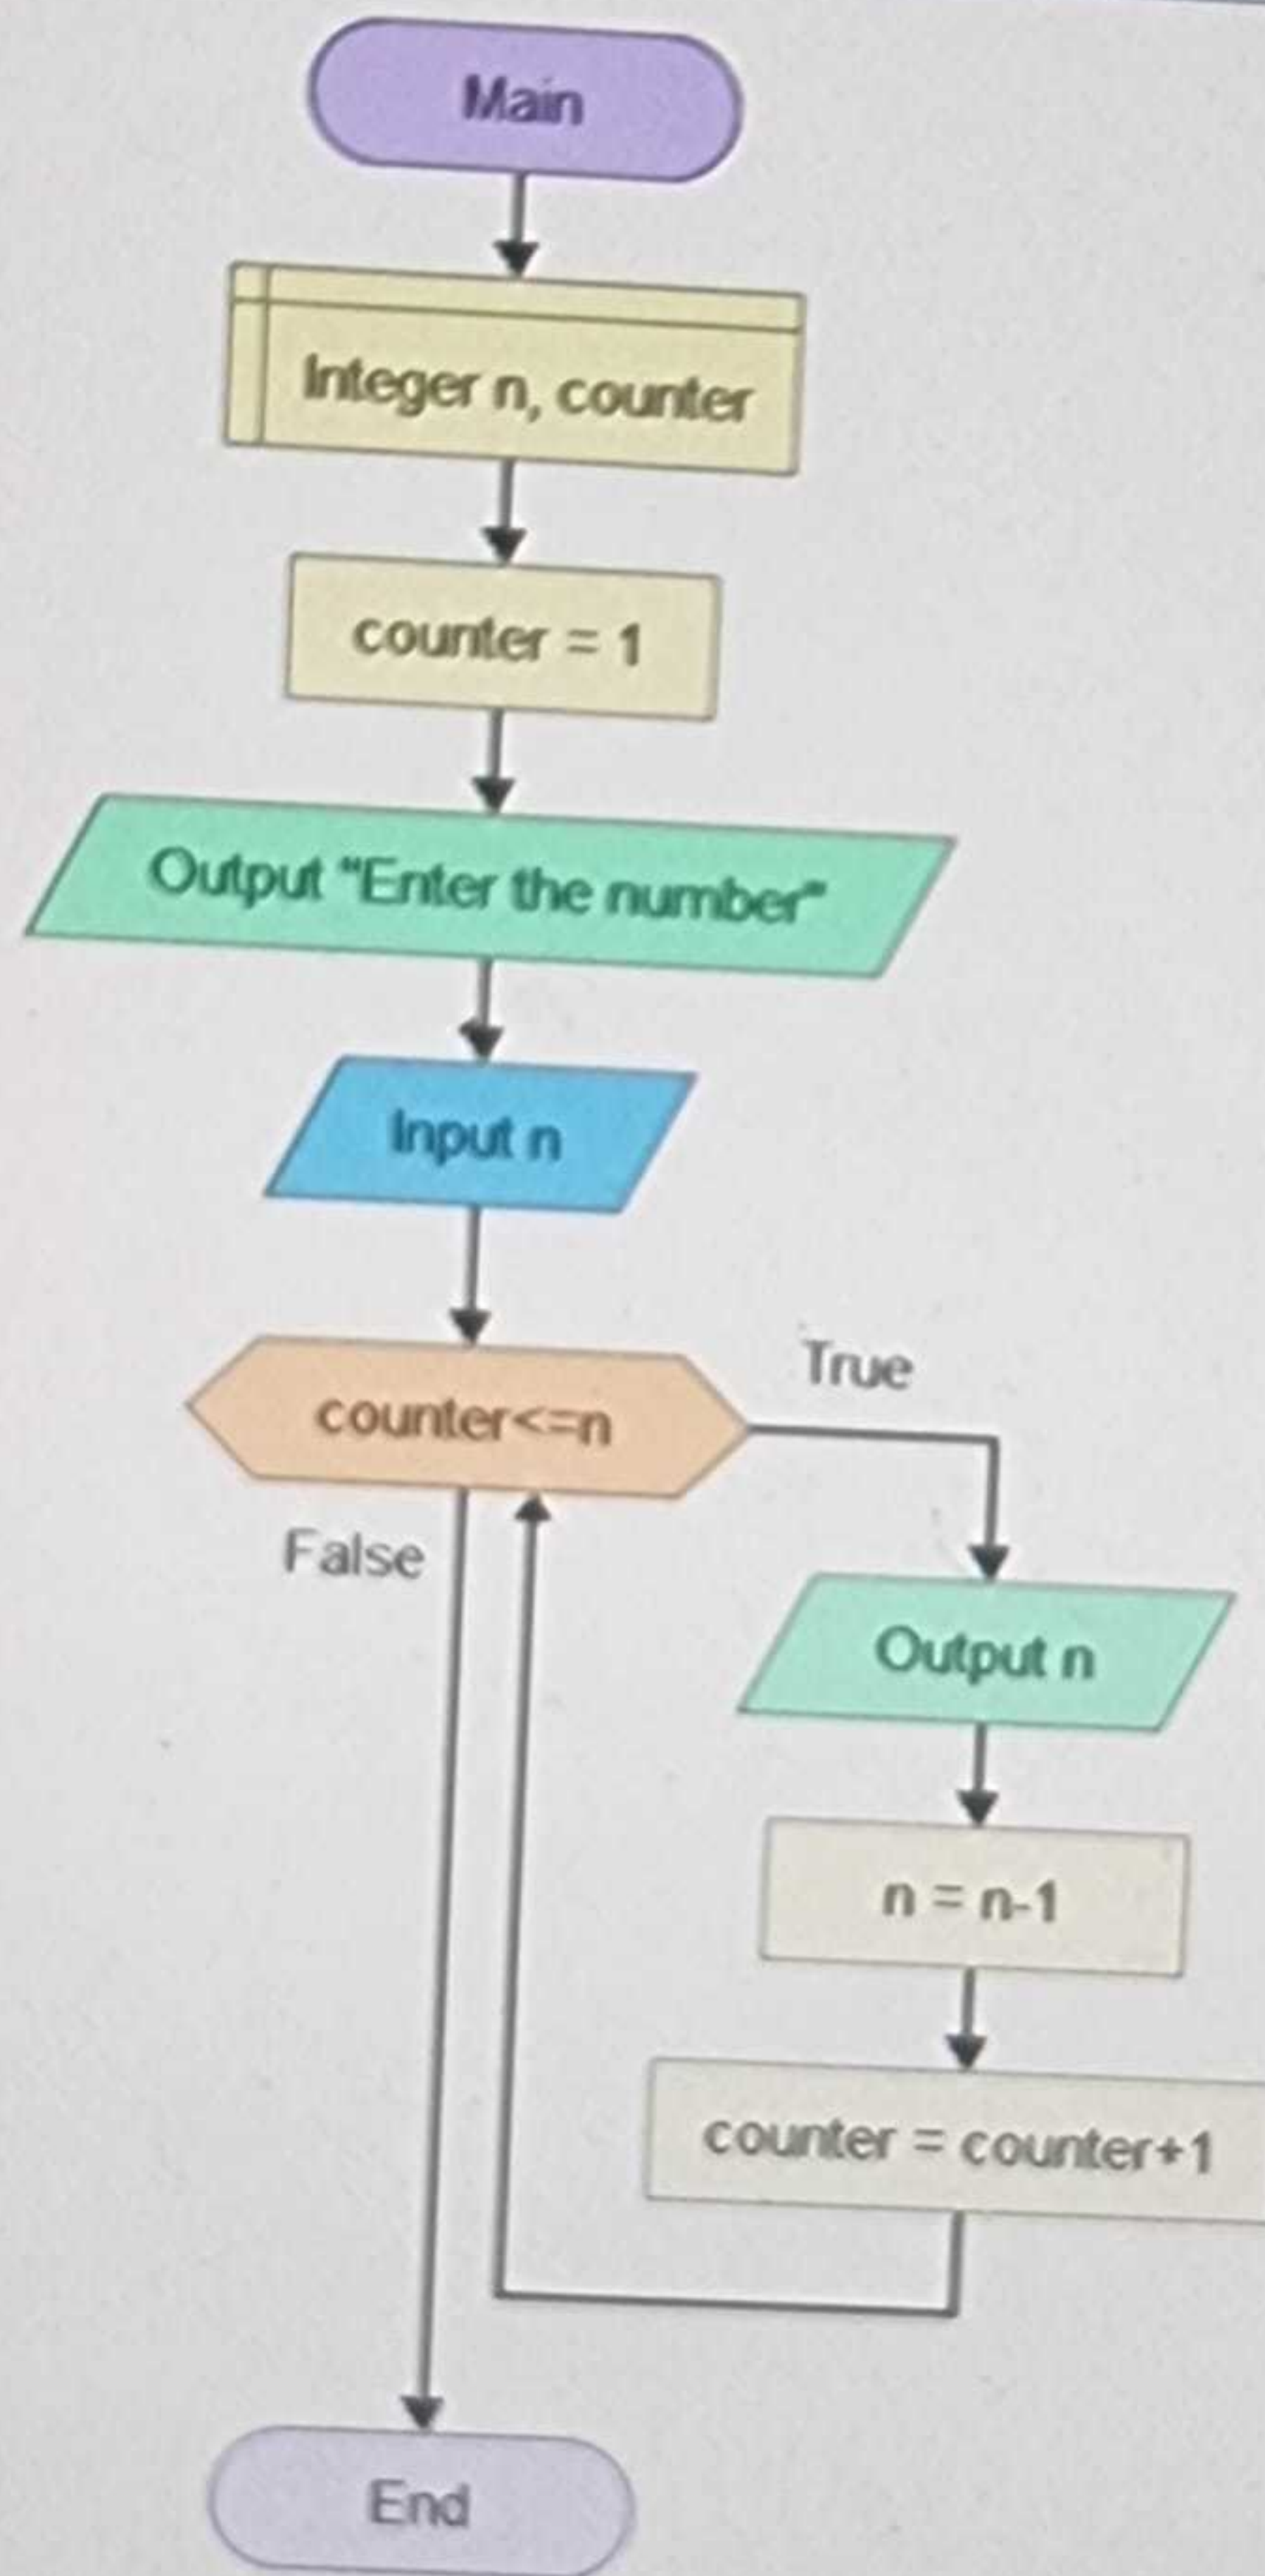 Main
Integer n, counter
counter = 1
Output "Enter the number"
Input n
counter<=n
True
False
Output n
n = n-1
counter = counter+1
End